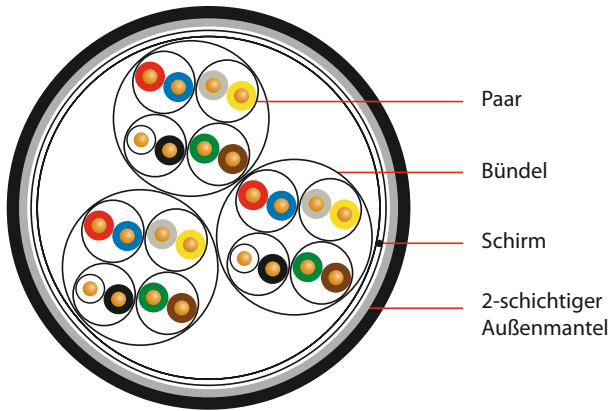 Paar
Bündel
Schirm
2-schichtiger
Außenmantel